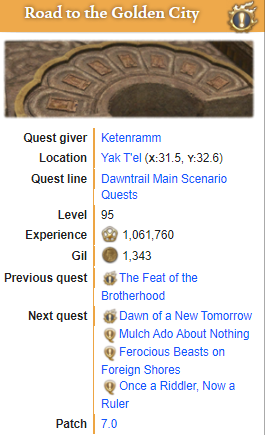 Road to the Golden City
Quest giver Ketenramm
Location Yak T'el (x:31.5, y:32.6)
Quest line Dawntrail Main Scenario
Quests
Level 95
Experience 1,061,760
Gil 1,343
Previous quest The Feat of the
Brotherhood
Next quest Dawn of a New Tomorrow
Mulch Ado About Nothing
Ferocious Beasts on
Foreign Shores
Once a Riddler, Now a
Ruler
Patch 7.0